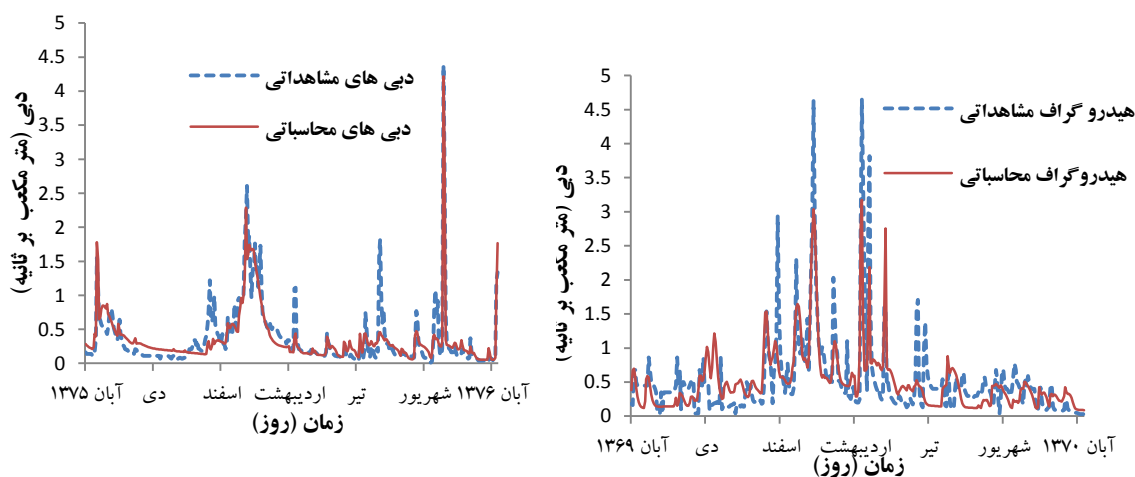 5
4.5
4
3.5
3
2.5
2
1.5
1
0.5
0
دبی (متر مکعب بر ثانیه)
دبی های مشاهداتی
دبی های محاسباتی
آبان ۱۳۷۵ دی اسفند اردیبهشت تیر شهریور آبان ۱۳۷۶
زمان (روز)
5
4.5
4
3.5
3
2.5
2
1.5
1
0.5
0
دبی (متر مکعب بر ثانیه)
هیدرو گراف مشاهداتی
هیدروگراف محاسباتی
آبان ۱۳۶۹ دی اسفند اردیبهشت تیر شهریور آبان ۱۳۷۰
زمان (روز)